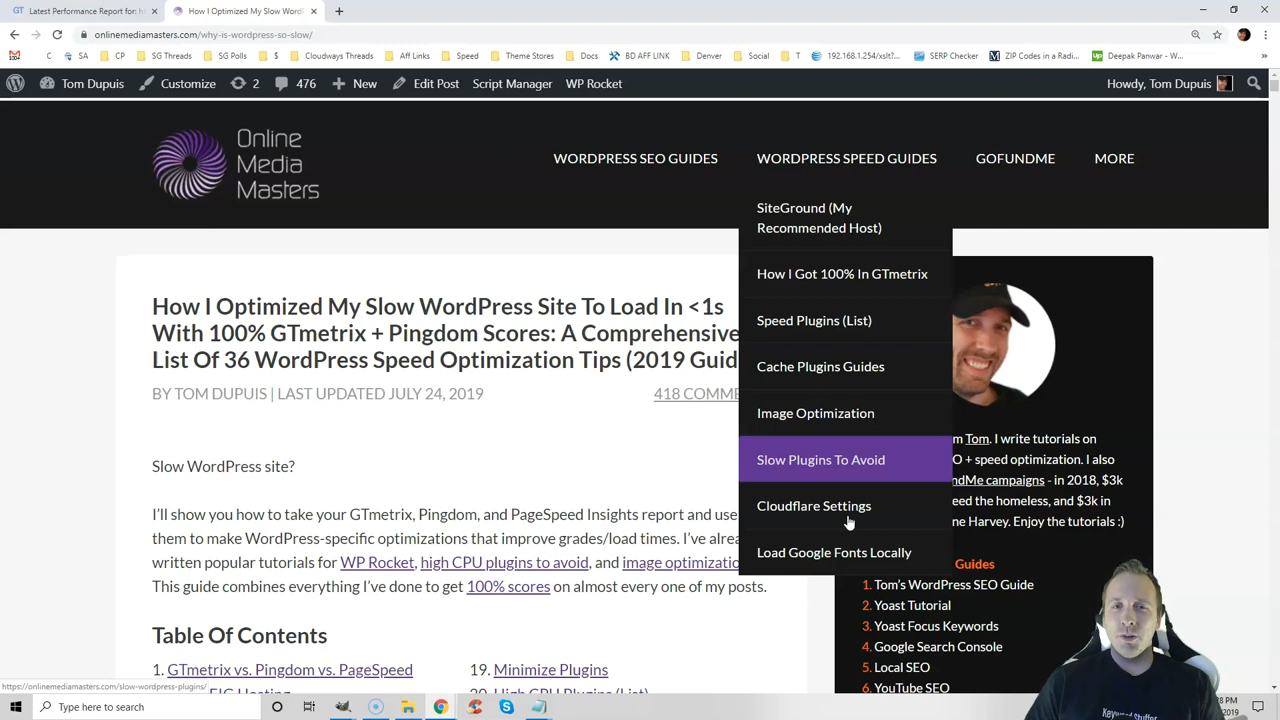 GT Latest Performance Report for: hi
How I Optimized My Slow WordP
onlinemediamasters.com/why-is-wordpress-so-slow/
C
SA
CP
SG Threads
SG Polls
$
Cloudways Threads
Aff Links
Speed
Theme Stores
Docs
BD AFF LINK
Denver
Social
T
192.168.1.254/xslt?...
SERP Checker
ZIP Codes in a Radi...
Deepak Panwar - W...
Tom Dupuis
Customize
2
476
New
Edit Post
Script Manager
WP Rocket
Howdy, Tom Dupuis
Online
Media
Masters
WORDPRESS SEO GUIDES
WORDPRESS SPEED GUIDES
GOFUNDME
MORE
SiteGround (My
Recommended Host)
How I Got 100% In GTmetrix
Speed Plugins (List)
Cache Plugins Guides
Image Optimization
Slow Plugins To Avoid
Cloudflare Settings
Load Google Fonts Locally
How I Optimized My Slow WordPress Site To Load In <1s
With 100% GTmetrix + Pingdom Scores: A Comprehensive
List Of 36 WordPress Speed Optimization Tips (2019 Guid
BY TOM DUPUIS | LAST UPDATED JULY 24, 2019
418 COMME
Slow WordPress site?
I'll show you how to take your GTmetrix, Pingdom, and PageSpeed Insights report and use
them to make WordPress-specific optimizations that improve grades/load times. I've alrea
written popular tutorials for WP Rocket, high CPU plugins to avoid, and image optimizatio
This guide combines everything I've done to get 100% scores on almost every one of my posts.
Table Of Contents
1. GTmetrix vs. Pingdom vs. PageSpeed
19. Minimize Plugins
m Tom. I write tutorials on
O + speed optimization. I also
ndMe campaigns - in 2018, $3k
eed the homeless, and $3k in
ne Harvey. Enjoy the tutorials :)
Guides
1. Tom's WordPress SEO Guide
2. Yoast Tutorial
3. Yoast Focus Keywords
4. Google Search Console
5. Local SEO
6. YouTube SEO
https://onlinemediamasters.com/slow-wordpress-plugins/
Type here to search